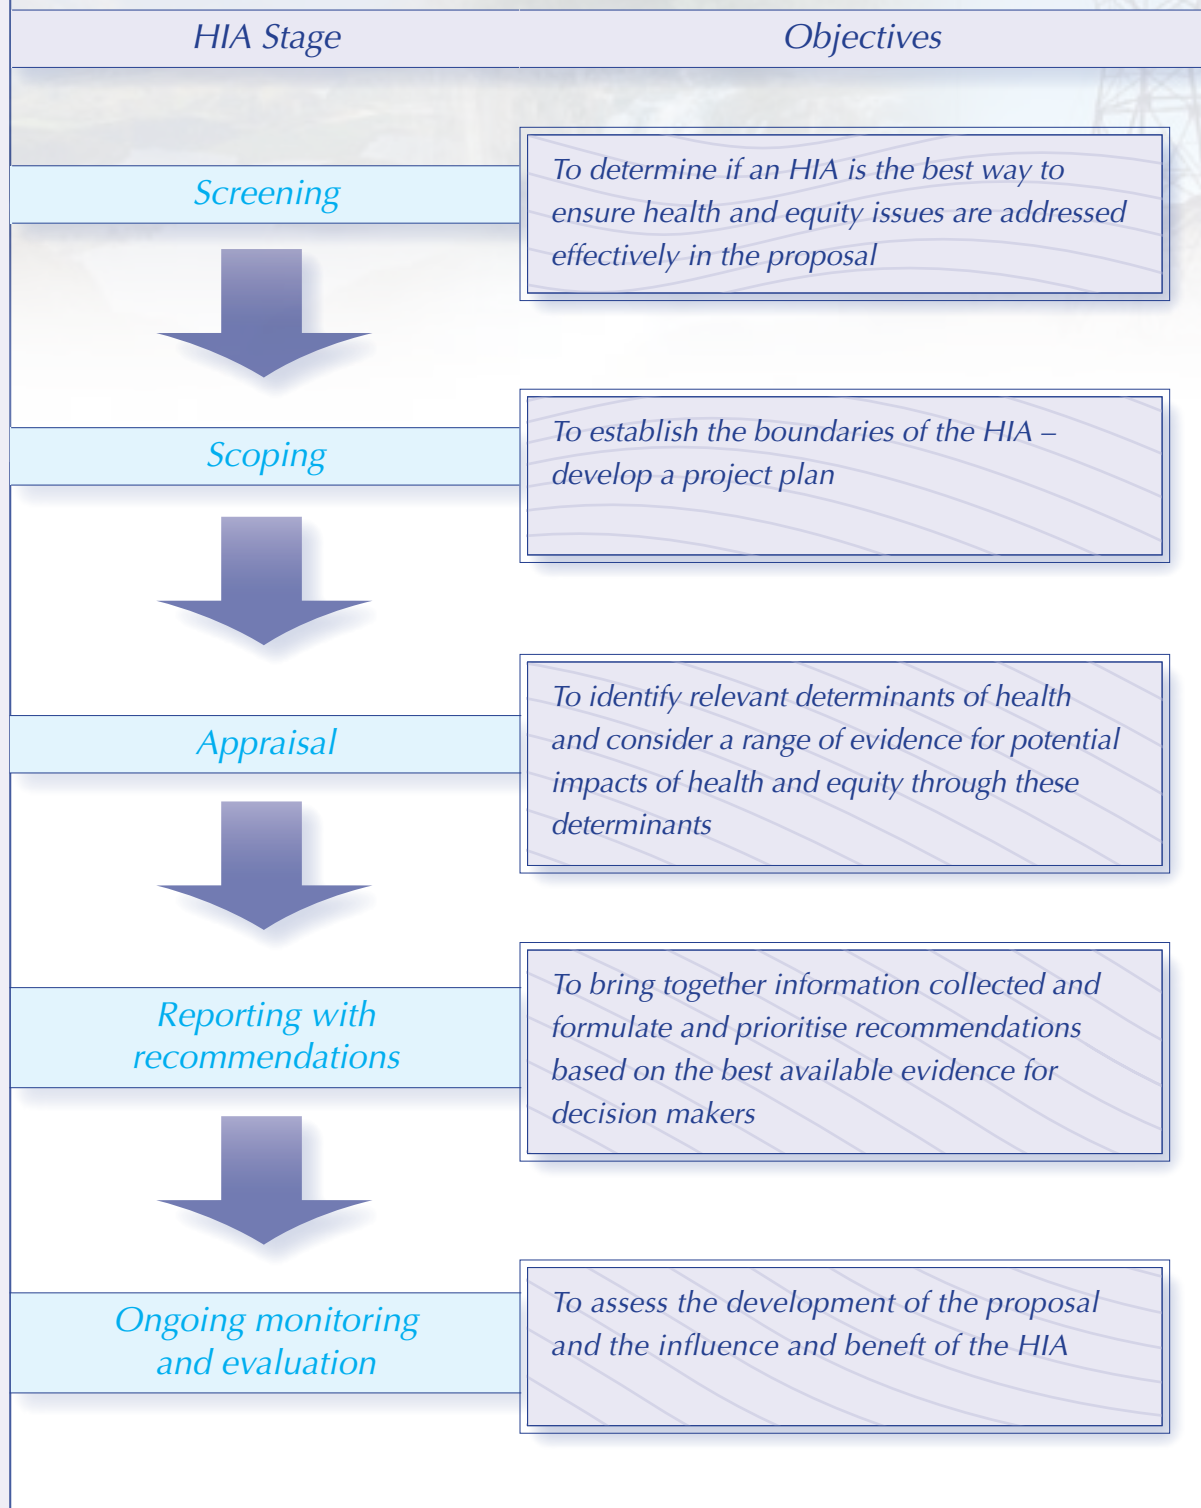 HIA Stage
Objectives
Screening
To determine if an HIA is the best way to
ensure health and equity issues are addressed
effectively in the proposal
Scoping
To establish the boundaries of the HIA –
develop a project plan
Appraisal
To identify relevant determinants of health
and consider a range of evidence for potential
impacts of health and equity through these
determinants
Reporting with
recommendations
To bring together information collected and
formulate and prioritise recommendations
based on the best available evidence for
decision makers
Ongoing monitoring
and evaluation
To assess the development of the proposal
and the influence and beneft of the HIA